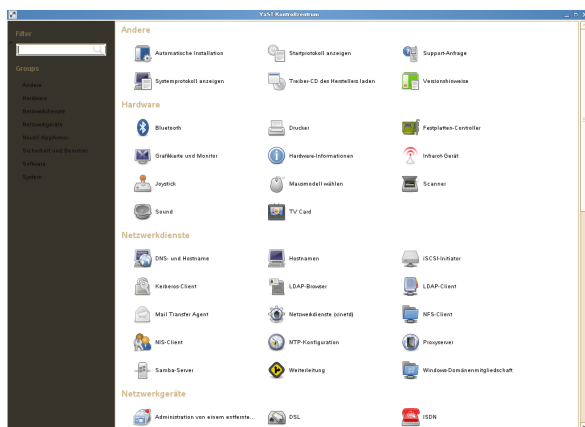 YaST Kontrollzentrum
Filter
Groups
Andere
Hardware
Netzwerkdienste
Netzwerkgeräte
Novell AppArmor
Sicherheit und Benutzer
Software
System
Andere
Automatische Installation
Startprotokoll anzeigen
Support-Anfrage
Systemprotokoll anzeigen
Treiber-CD des Herstellers laden
Versionshinweise
Hardware
Bluetooth
Drucker
Festplatten-Controller
Grafikkarte und Monitor
Hardware-Informationen
Infrarot-Gerät
Joystick
Mausmodell wählen
Scanner
Sound
TV Card
Netzwerkdienste
DNS- und Hostname
Hostnamen
iSCSI-Initiator
Kerberos-Client
LDAP-Browser
LDAP-Client
Mail Transfer Agent
Netzwerkdienste (xinetd)
NFS-Client
NIS-Client
NTP-Konfiguration
Proxyserver
Samba-Server
Weiterleitung
Windows-Domänenmitgliedschaft
Netzwerkgeräte
Administration von einem entfernte...
DSL
ISDN